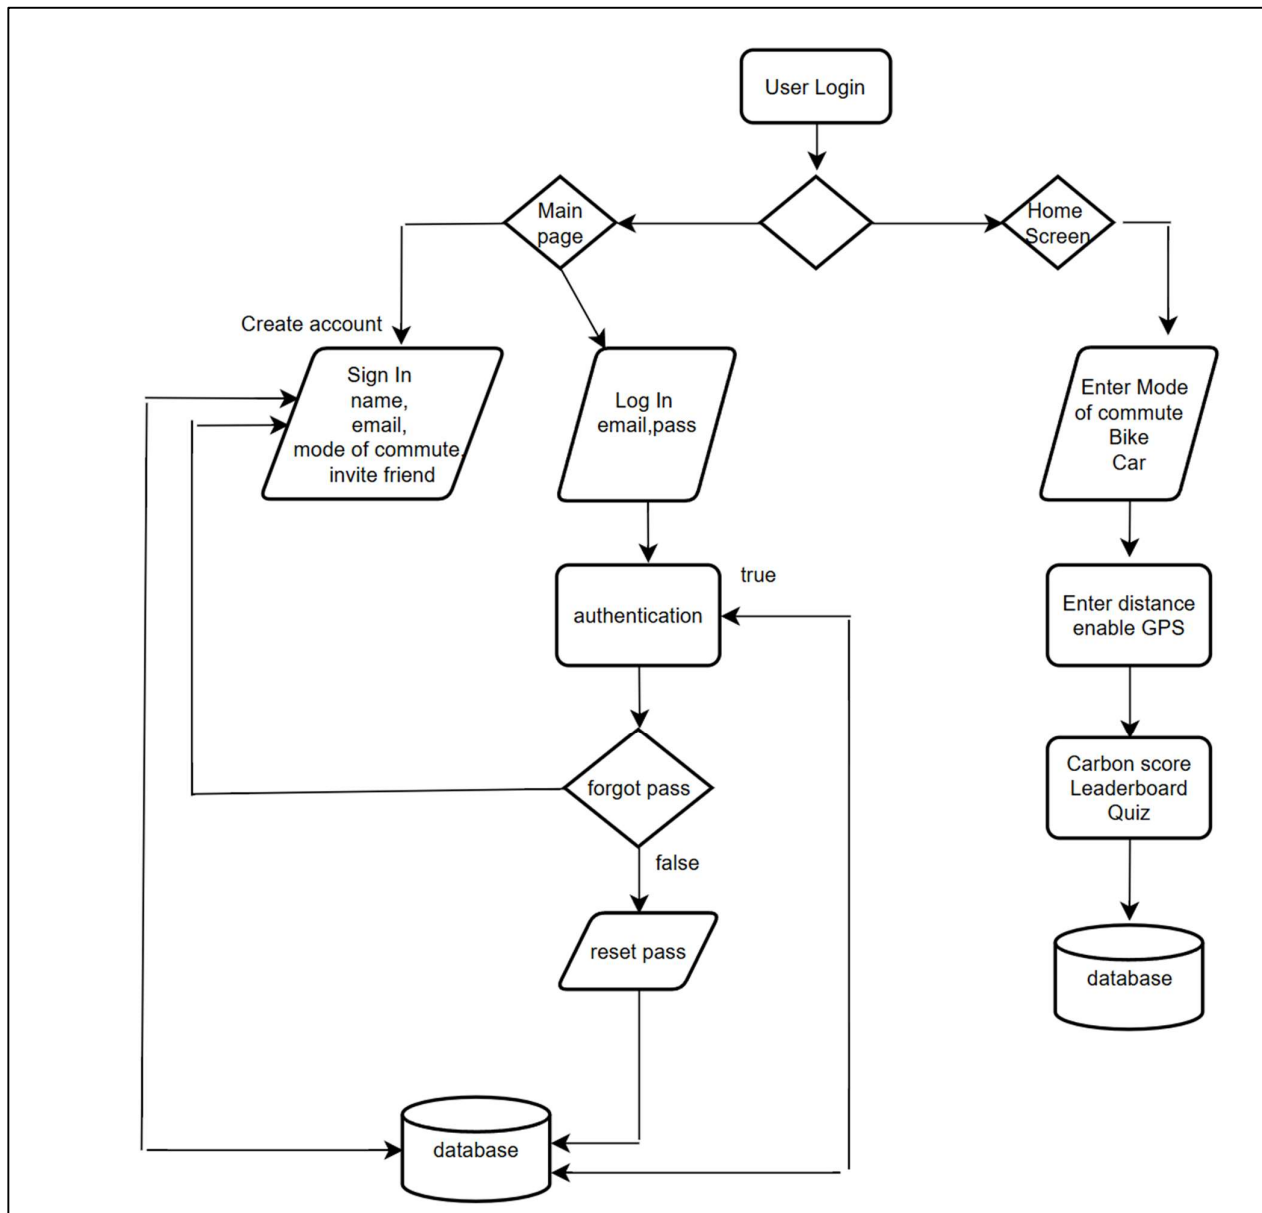 User Login
Main
page
Home
Screen
Create account
Sign In
name,
email,
mode of commute,
invite friend
Log In
email,pass
Enter Mode
of commute
Bike
Car
authentication
true
Enter distance
enable GPS
forgot pass
false
Carbon score
Leaderboard
Quiz
reset pass
database
database